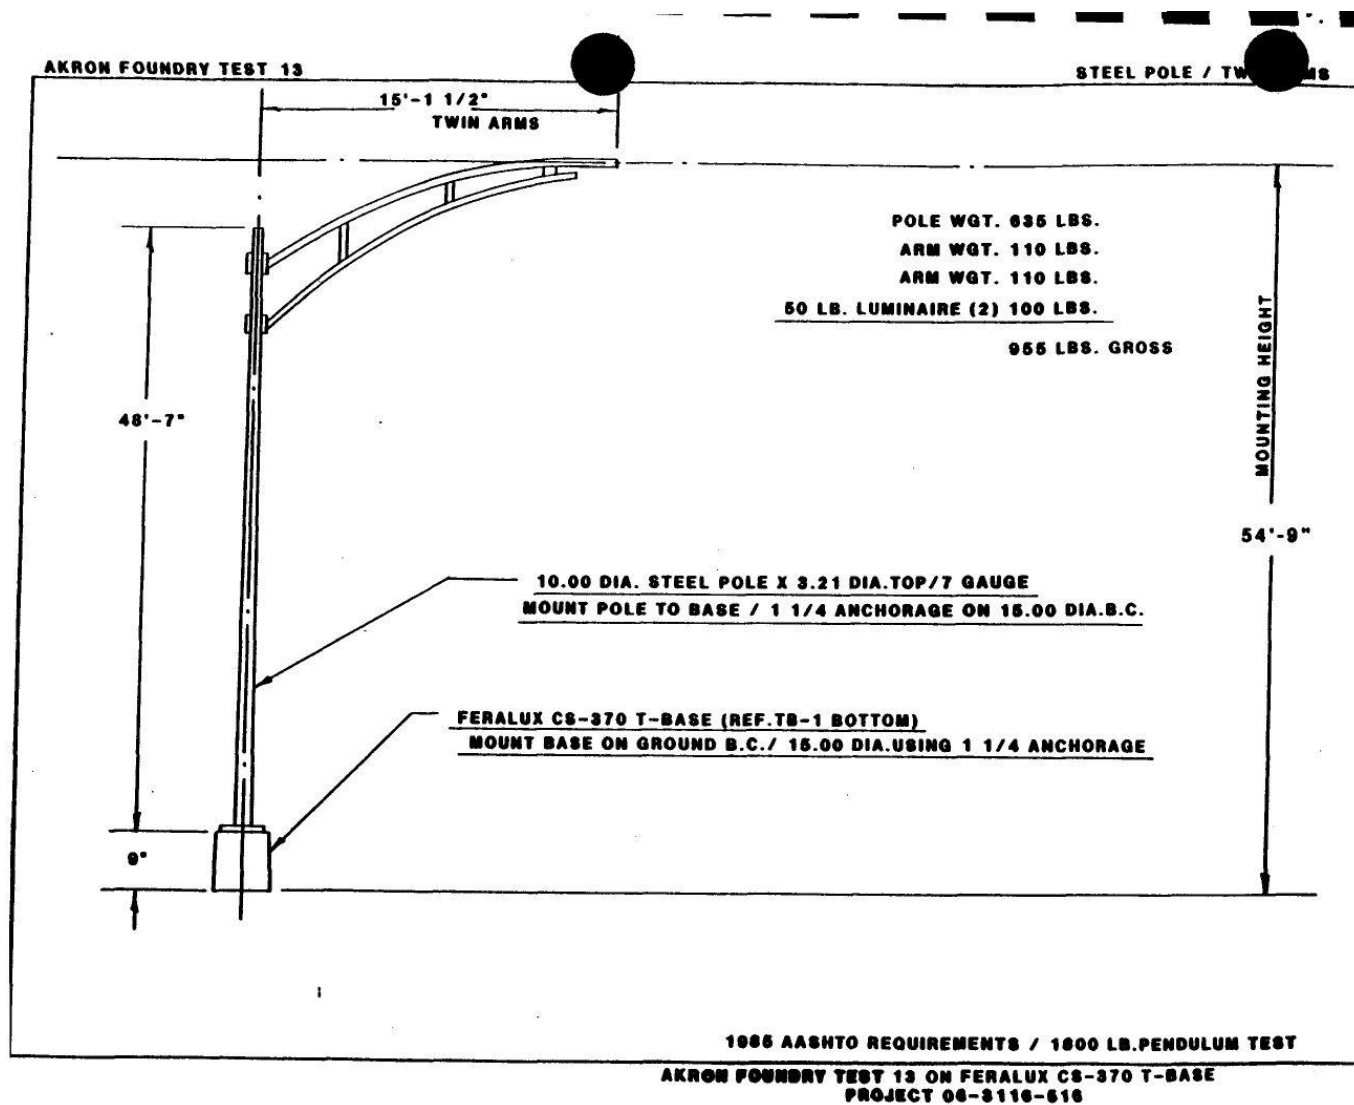 AKRON FOUNDRY TEST 13
STEEL POLE /
15'-1 1/2"
TWIN ARMS
POLE WGT. 635 LBS.
ARM WGT. 110 LBS.
ARM WGT. 110 LBS.
50 LB. LUMINAIRE (2) 100 LBS.
955 LBS. GROSS
MOUNTING HEIGHT
48'-7"
54'-9"
10.00 DIA. STEEL POLE X 3.21 DIA.TOP/7 GAUGE
MOUNT POLE TO BASE / 1 1/4 ANCHORAGE ON 15.00 DIA.B.C.
FERALUX CS-370 T-BASE (REF.TB-1 BOTTOM)
MOUNT BASE ON GROUND B.C./ 15.00 DIA.USING 1 1/4 ANCHORAGE
9"
1985 AASHTO REQUIREMENTS / 1800 LB.PENDULUM TEST
AKRON FOUNDRY TEST 13 ON FERALUX CS-370 T-BASE
PROJECT